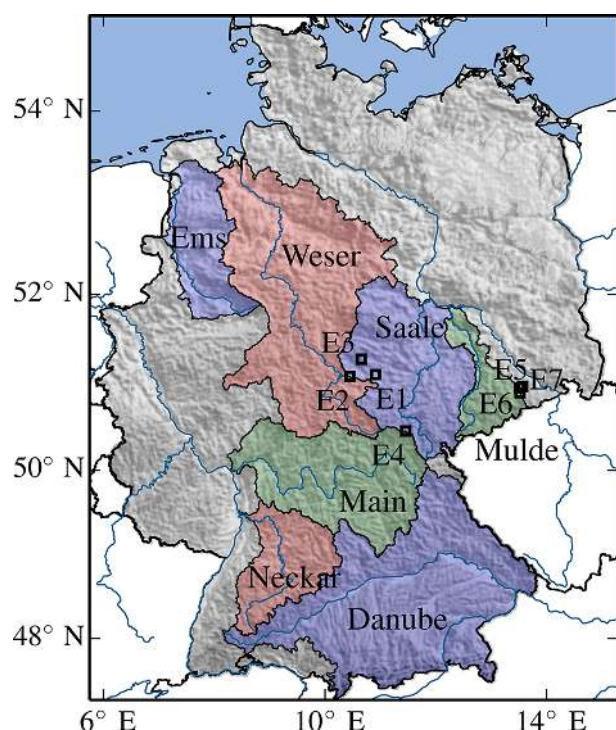 54° N
Ems
Weser
52° N
Saale
E3
E5
E7
E2
E1
E6
E4
Mulde
50° N
Main
Neckar
Danube
48° N
6° E
10° E
14° E